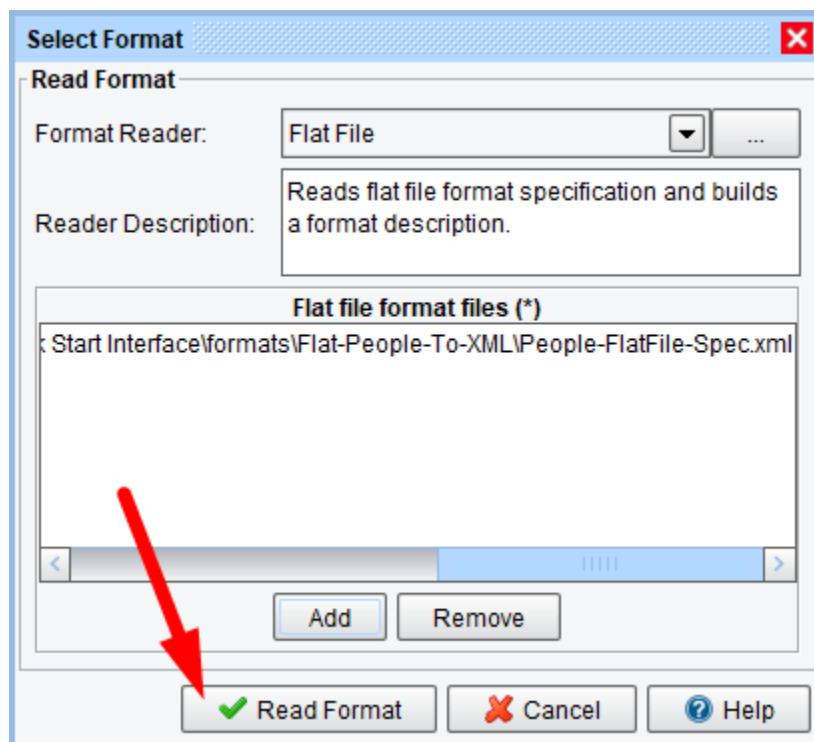 Select Format
Read Format
Format Reader:
Flat File
...
Reader Description:
Reads flat file format specification and builds
a format description.
Flat file format files (*)
Start Interface\formats\Flat-People-To-XML\People-FlatFile-Spec.xml
Add
Remove
Read Format
Cancel
Help